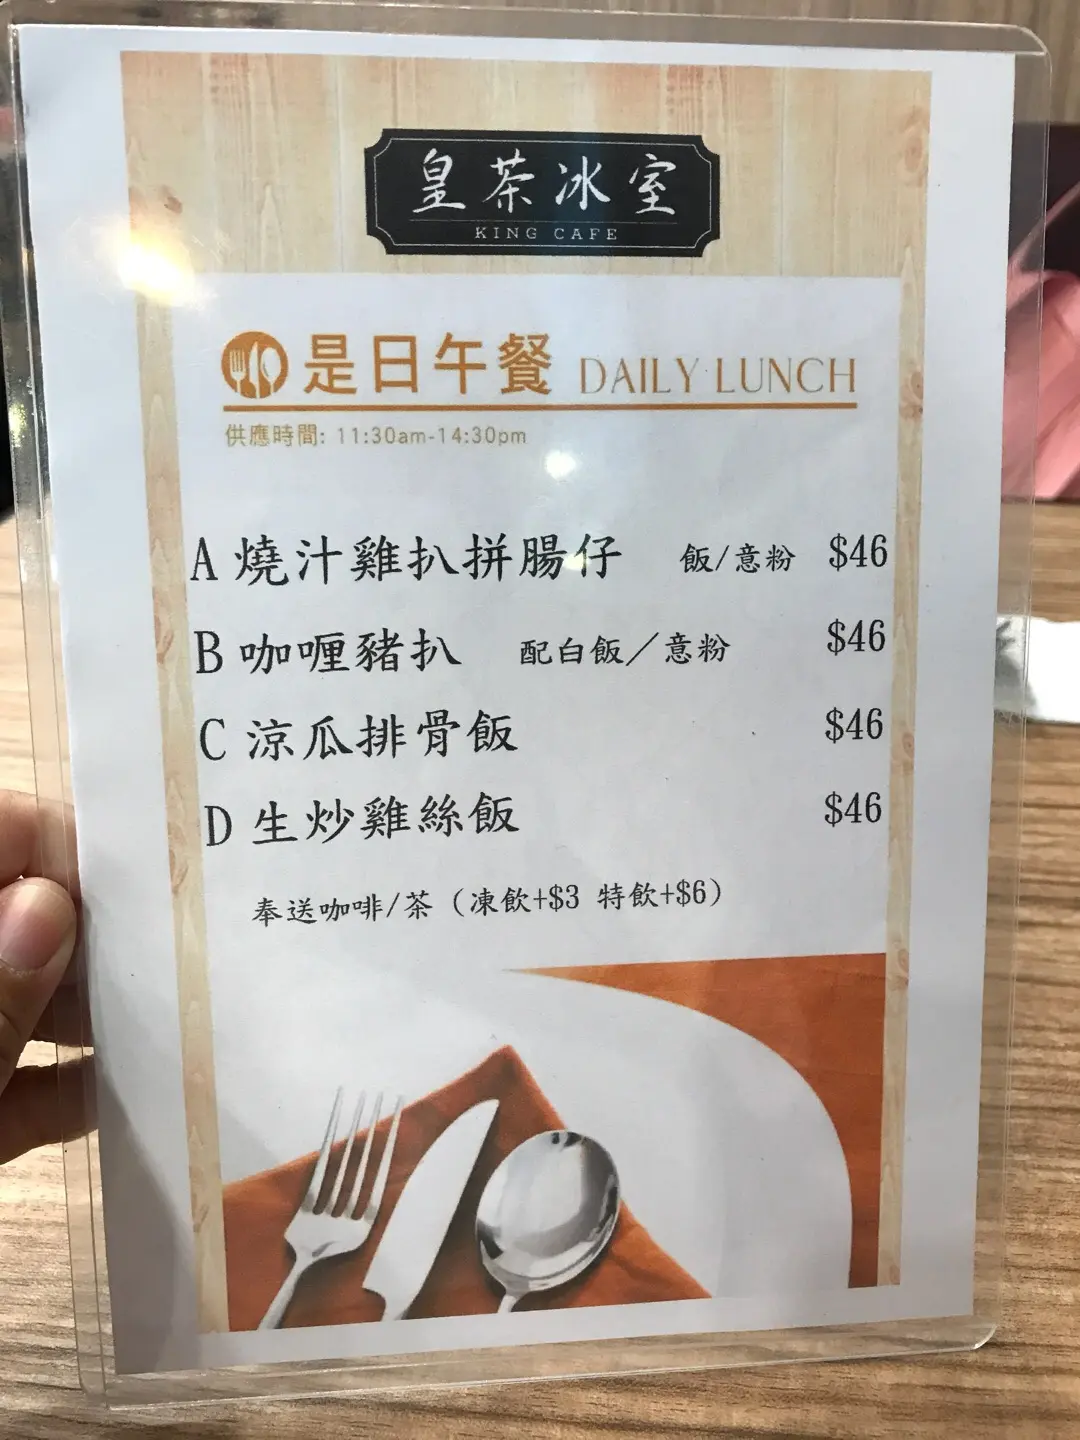 皇茶冰室
KING CAFE
是日午餐 DAILY LUNCH
供應時間: 11:30am-14:30pm
A 燒汁雞扒拼腸仔 飯/意粉 $46
B 咖喱豬扒 配白飯／意粉 $46
C 涼瓜排骨飯 $46
D 生炒雞絲飯 $46
奉送咖啡/茶 (凍飲+$3 特飲+$6)